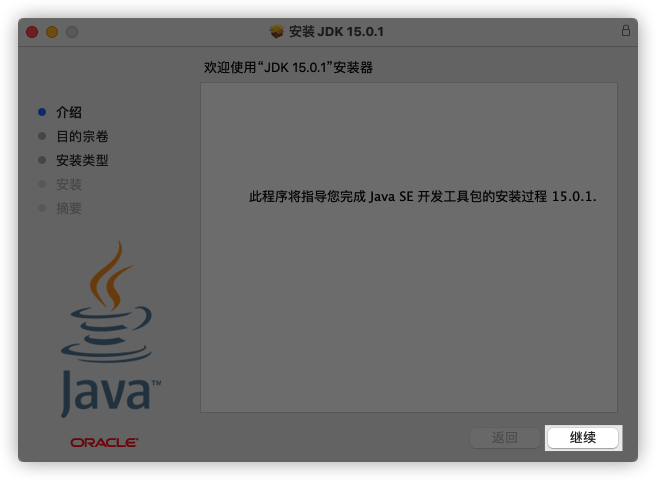 安装 JDK 15.0.1
欢迎使用“JDK 15.0.1”安装器
介绍
目的宗卷
安装类型
安装
摘要
此程序将指导您完成 Java SE 开发工具包的安装过程 15.0.1.
Java™
ORACLE®
返回
继续